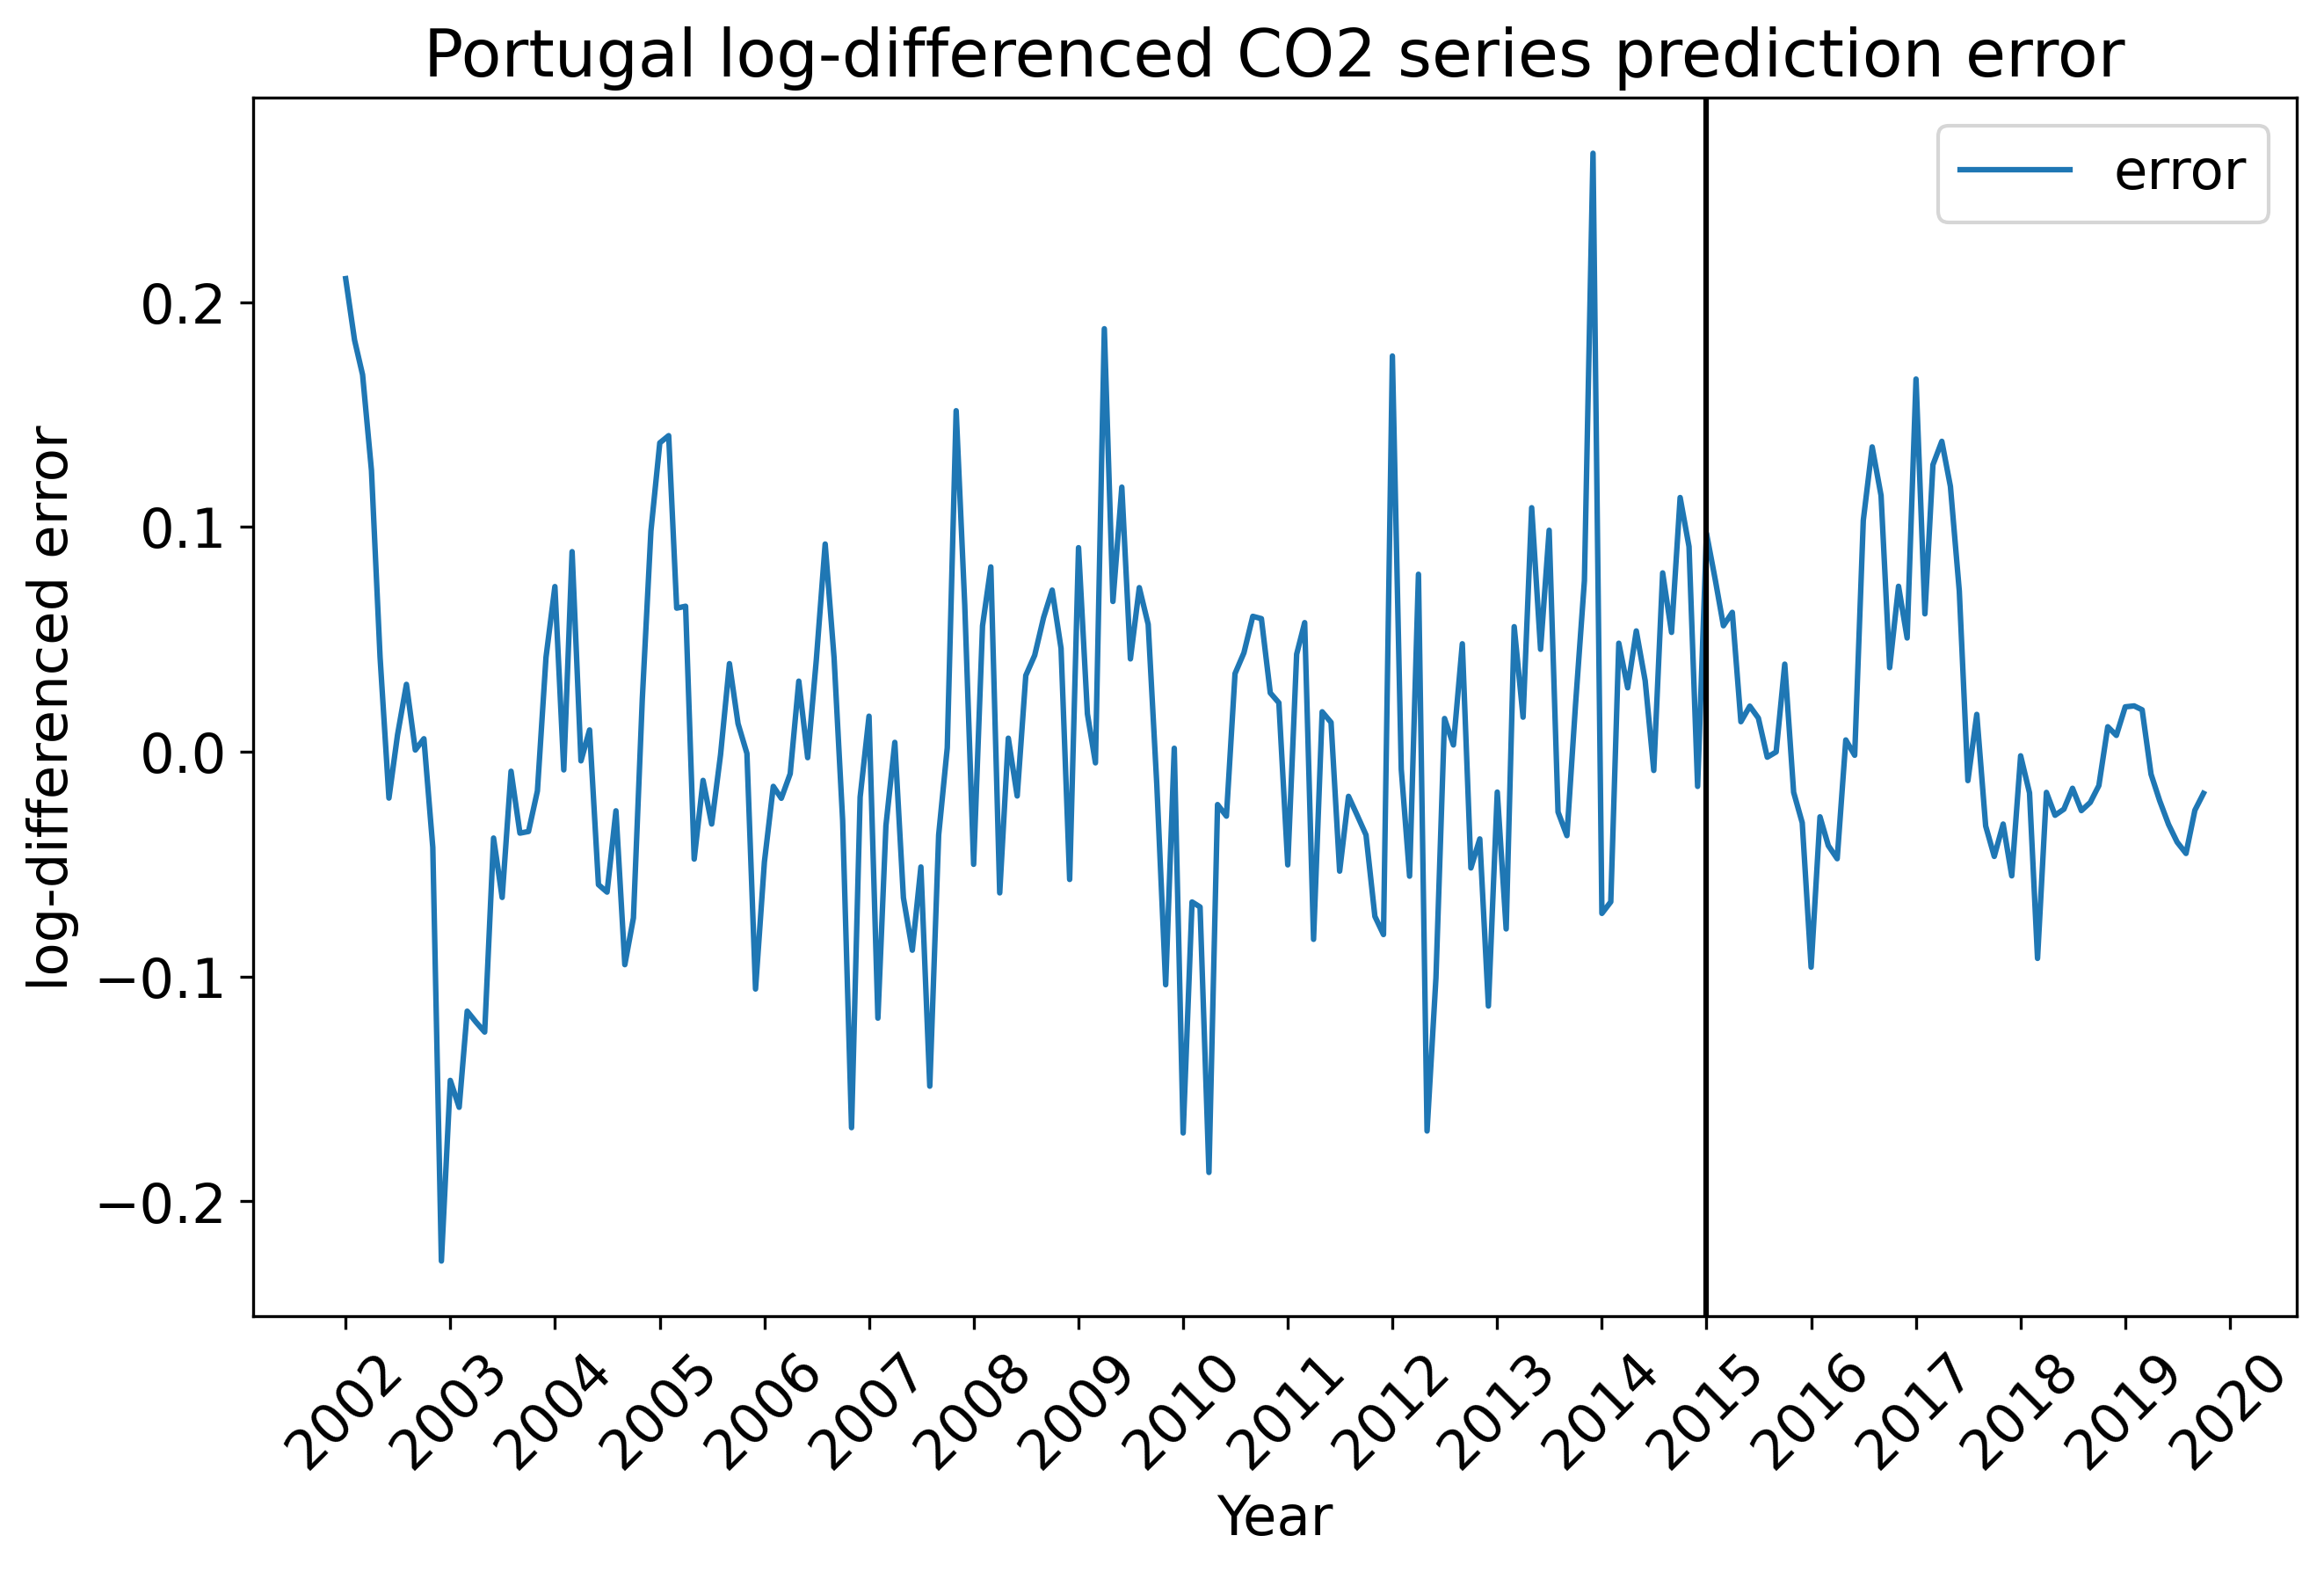 Portugal log-differenced CO2 series prediction error
error
log-differenced error
0.2
0.1
0.0
−0.1
−0.2
2002 2003 2004 2005 2006 2007 2008 2009 2010 2011 2012 2013 2014 2015 2016 2017 2018 2019 2020
Year